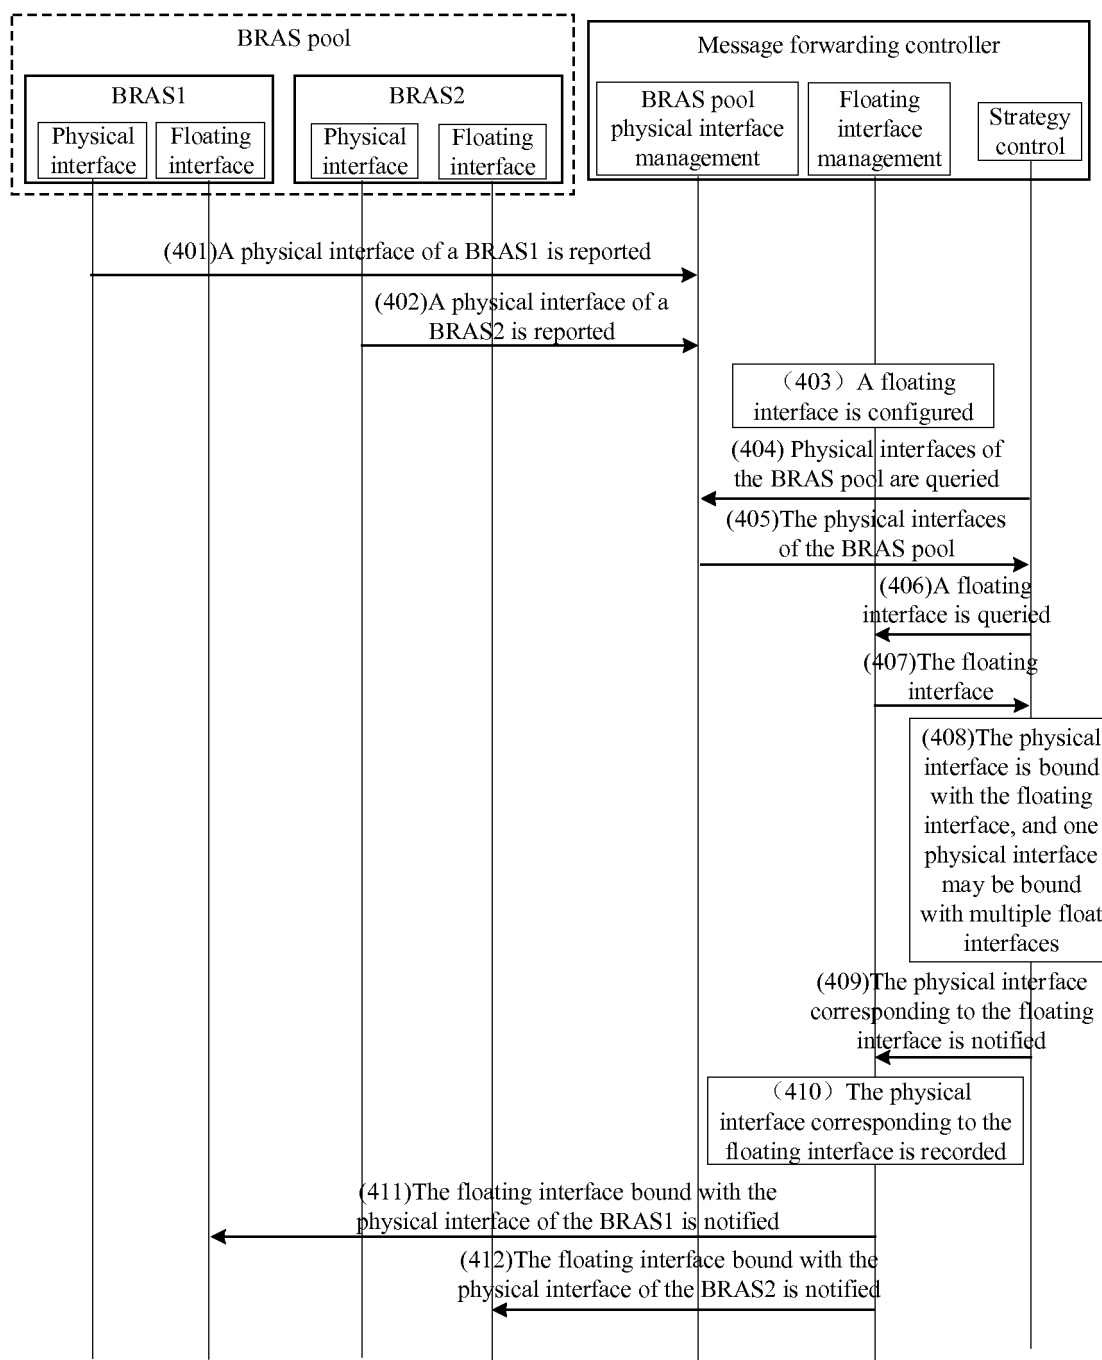 BRAS pool
Message forwarding controller
BRAS1
BRAS2
Physical
interface
Floating
interface
Physical
interface
Floating
interface
BRAS pool
physical interface
management
Floating
interface
management
Strategy
control
(401)A physical interface of a BRAS1 is reported
(402)A physical interface of a
BRAS2 is reported
（403）A floating
interface is configured
(404) Physical interfaces of
the BRAS pool are queried
(405)The physical interfaces
of the BRAS pool
(406)A floating
interface is queried
(407)The floating
interface
(408)The physical
interface is bound
with the floating
interface, and one
physical interface
may be bound
with multiple float
interfaces
(409)The physical interface
corresponding to the floating
interface is notified
（410）The physical
interface corresponding to the
floating interface is recorded
(411)The floating interface bound with the
physical interface of the BRAS1 is notified
(412)The floating interface bound with the
physical interface of the BRAS2 is notified